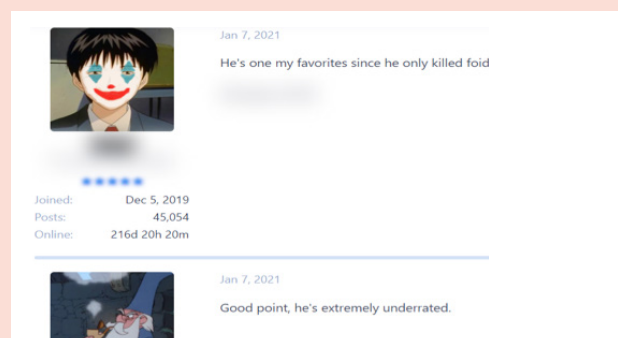 Jan 7, 2021
He's one my favorites since he only killed foid
Joined: Dec 5, 2019
Posts: 45,054
Online: 216d 20h 20m
Jan 7, 2021
Good point, he's extremely underrated.